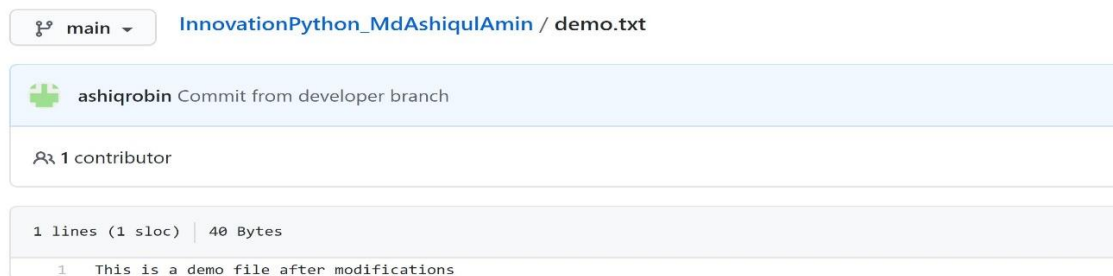 main InnovationPython_MdAshiqulAmin / demo.txt
ashiqrobin Commit from developer branch
1 contributor
1 lines (1 sloc) 40 Bytes
1 This is a demo file after modifications